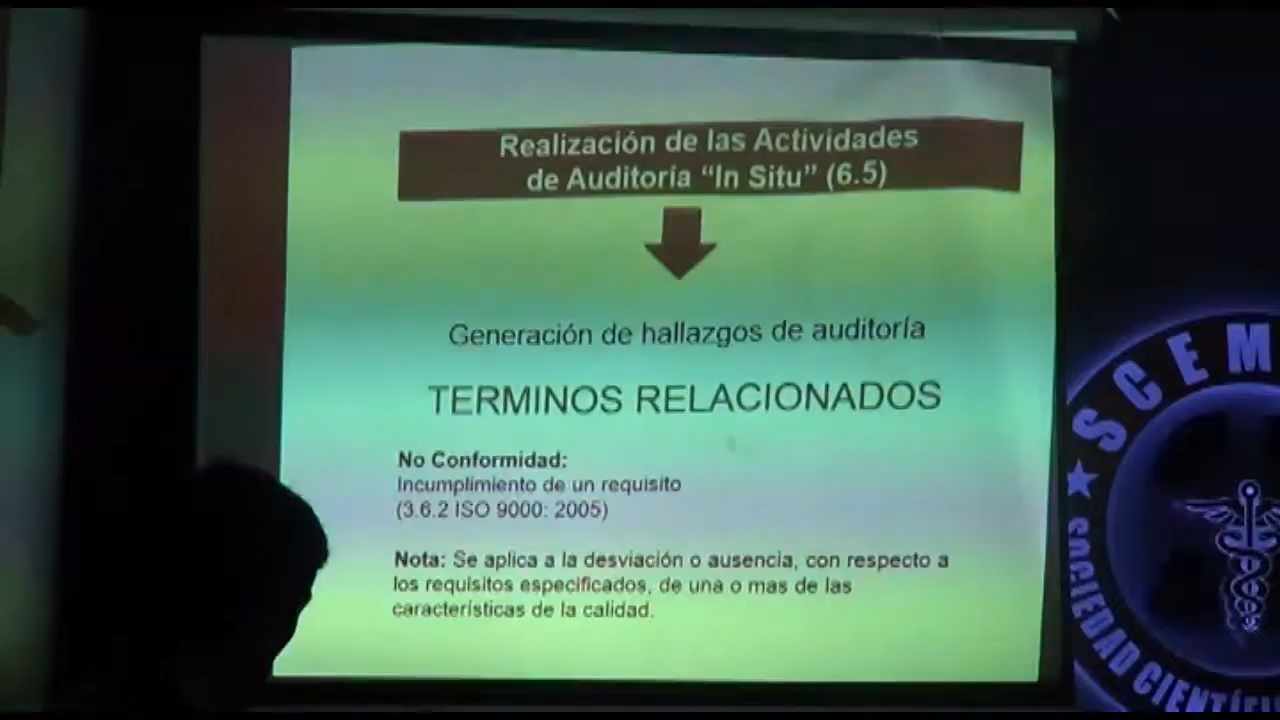 Realización de las Actividades
de Auditoría “In Situ” (6.5)
Generación de hallazgos de auditoría
TERMINOS RELACIONADOS
No Conformidad:
Incumplimiento de un requisito
(3.6.2 ISO 9000: 2005)
Nota: Se aplica a la desviación o ausencia, con respecto a
los requisitos especificados, de una o mas de las
características de la calidad.
SCEM
SOCIEDAD CIENTÍF